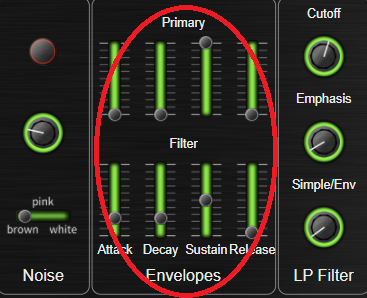 Primary
Cutoff
Emphasis
Filter
Simple/Env
pink
brown white
Attack Decay Sustain Release
Noise
Envelopes
LP Filter